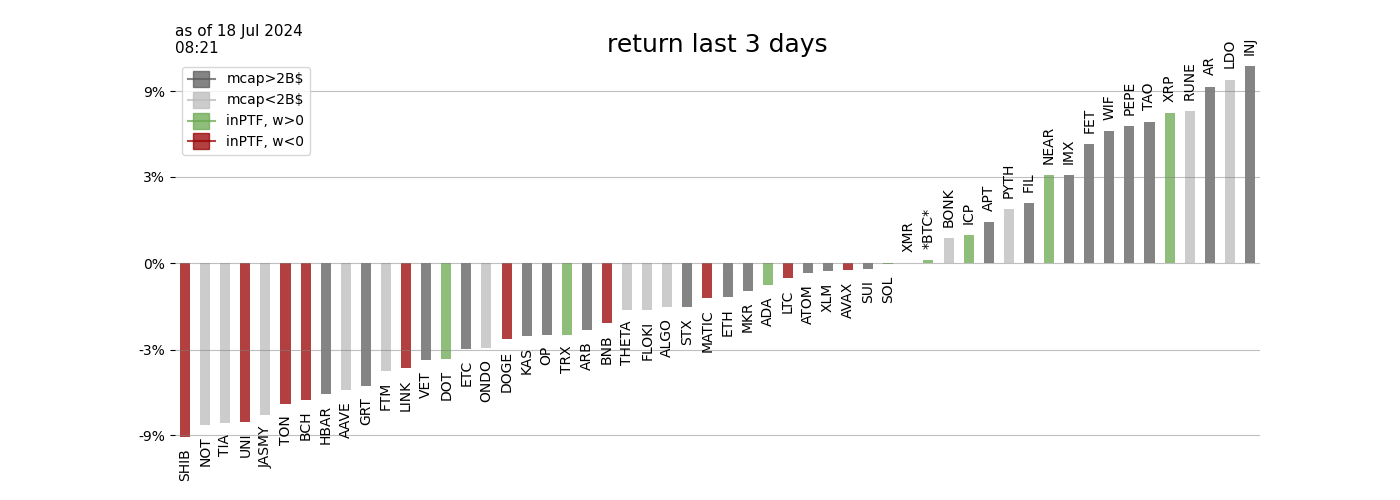 as of 18 Jul 2024
08:21
return last 3 days
mcap>2B$
mcap<2B$
inPTF, w>0
inPTF, w<0
9%
3%
0%
-3%
-9%
SHIB
NOT
TIA
UNI
JASMY
TON
BCH
HBAR
AAVE
GRT
FTM
LINK
VET
DOT
ETC
ONDO
DOGE
KAS
OP
TRX
ARB
BNB
THETA
FLOKI
ALGO
STX
MATIC
ETH
MKR
ADA
LTC
ATOM
XLM
AVAX
SUI
SOL
XMR
*BTC*
BONK
ICP
APT
PYTH
FIL
NEAR
IMX
FET
WIF
PEPE
TAO
XRP
RUNE
AR
LDO
INJ